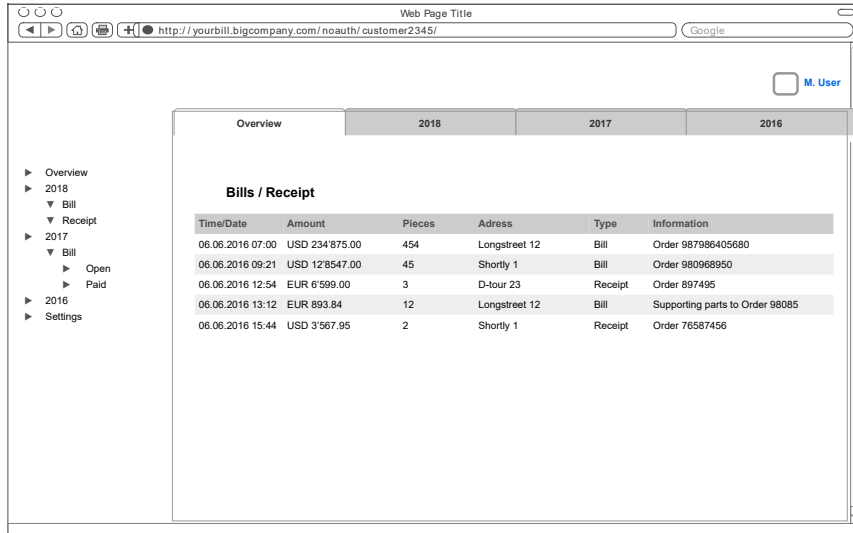 Web Page Title
http://yourbill.bigcompany.com/noauth/customer2345/
Google
M. User
Overview 2018 2017 2016
Overview
2018
Bill
Receipt
2017
Bill
Open
Paid
2016
Settings
Bills / Receipt
Time/Date Amount Pieces Adress Type Information
06.06.2016 07:00 USD 234'875.00 454 Longstreet 12 Bill Order 987986405680
06.06.2016 09:21 USD 12'8547.00 45 Shortly 1 Bill Order 980968950
06.06.2016 12:54 EUR 6'599.00 3 D-tour 23 Receipt Order 897495
06.06.2016 13:12 EUR 893.84 12 Longstreet 12 Bill Supporting parts to Order 98085
06.06.2016 15:44 USD 3'567.95 2 Shortly 1 Receipt Order 76587456